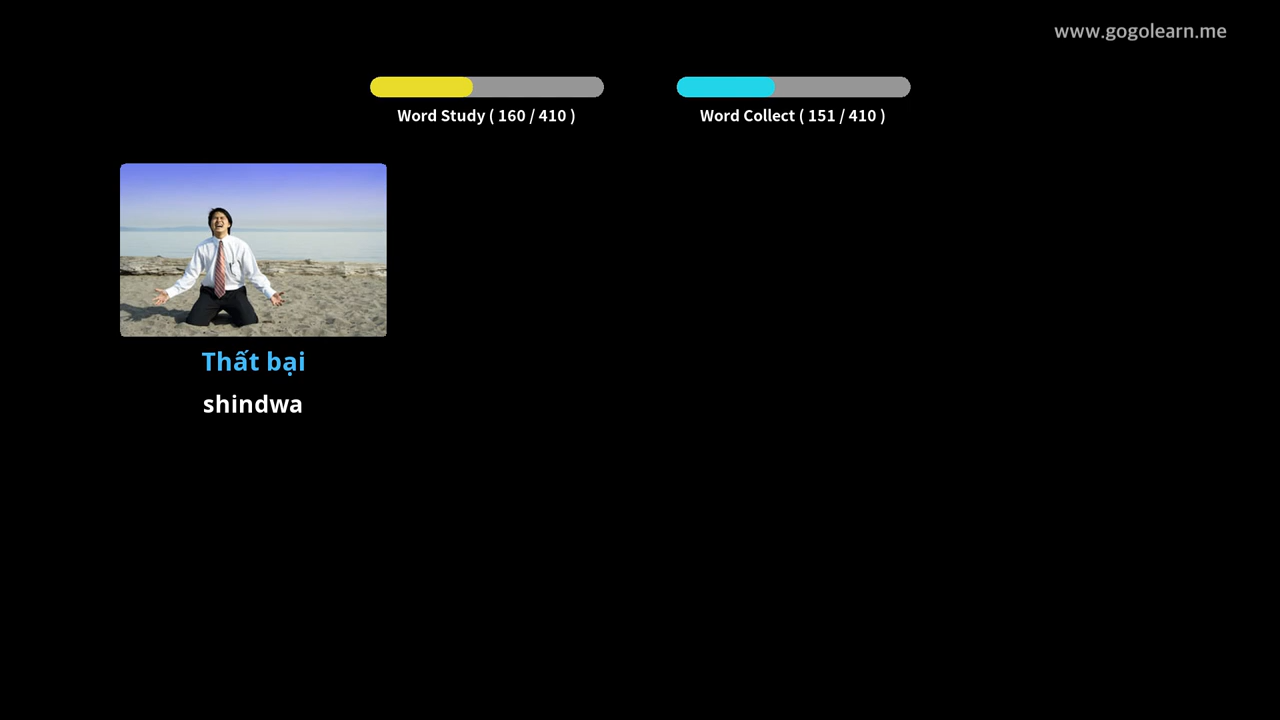 www.gogolearn.me
Word Study ( 160 / 410 )
Word Collect ( 151 / 410 )
Thất bại
shindwa